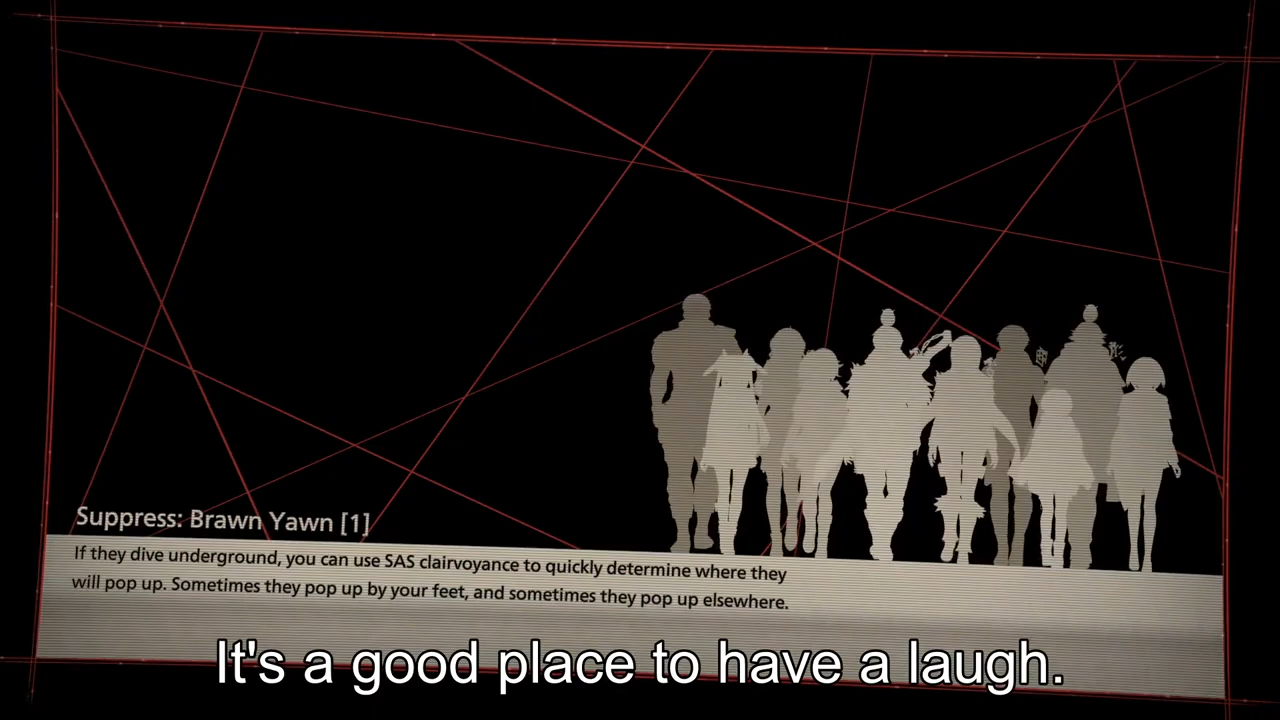 Suppress: Brawn Yawn [1]
If they dive underground, you can use SAS clairvoyance to quickly determine where they
will pop up. Sometimes they pop up by your feet, and sometimes they pop up elsewhere.
It's a good place to have a laugh.